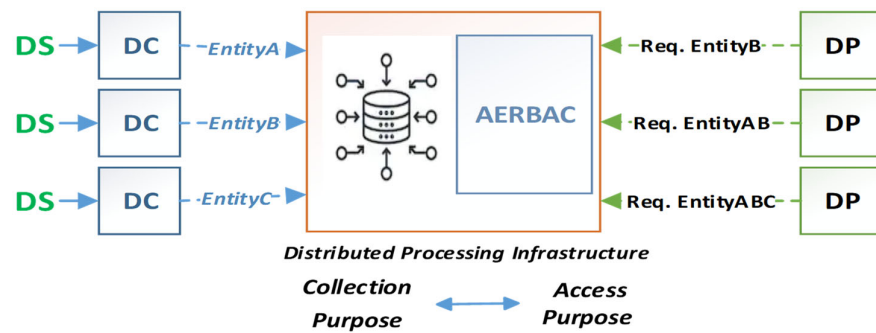 DS DC EntityA Req. EntityB DP
DS DC EntityB AERBAC Req. EntityAB DP
DS DC EntityC Req. EntityABC DP
Distributed Processing Infrastructure
Collection Access
Purpose Purpose